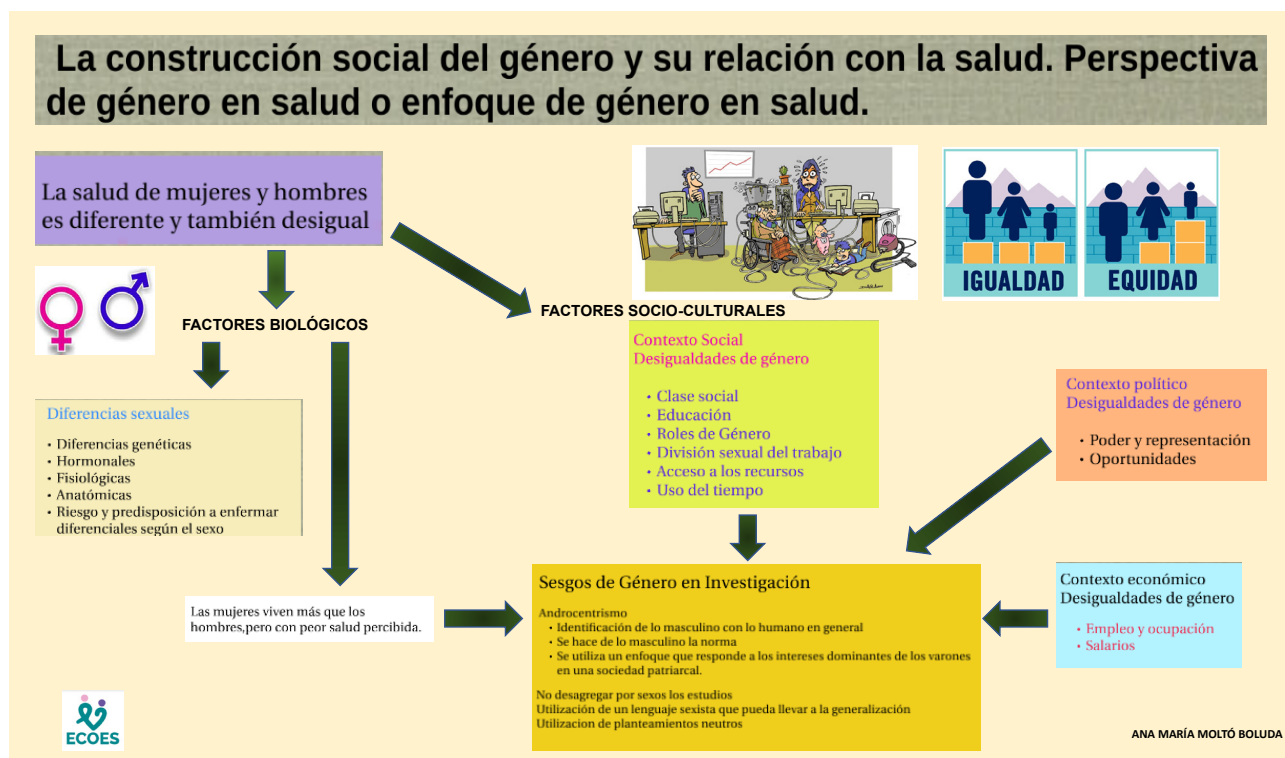 La construcción social del género y su relación con la salud. Perspectiva
de género en salud o enfoque de género en salud.
La salud de mujeres y hombres
es diferente y también desigual
IGUALDAD
EQUIDAD
FACTORES BIOLÓGICOS
FACTORES SOCIO-CULTURALES
Contexto Social
Desigualdades de género
• Clase social
• Educación
• Roles de Género
• División sexual del trabajo
• Acceso a los recursos
• Uso del tiempo
Contexto político
Desigualdades de género
• Poder y representación
• Oportunidades
Diferencias sexuales
• Diferencias genéticas
• Hormonales
• Fisiológicas
• Anatómicas
• Riesgo y predisposición a enfermar
diferenciales según el sexo
Las mujeres viven más que los
hombres,pero con peor salud percibida.
Sesgos de Género en Investigación
Androcentrismo
• Identificación de lo masculino con lo humano en general
• Se hace de lo masculino la norma
• Se utiliza un enfoque que responde a los intereses dominantes de los varones
en una sociedad patriarcal.
No desagregar por sexos los estudios
Utilización de un lenguaje sexista que pueda llevar a la generalización
Utilizacion de planteamientos neutros
Contexto económico
Desigualdades de género
• Empleo y ocupación
• Salarios
ECOES
ANA MARÍA MOLTÓ BOLUDA